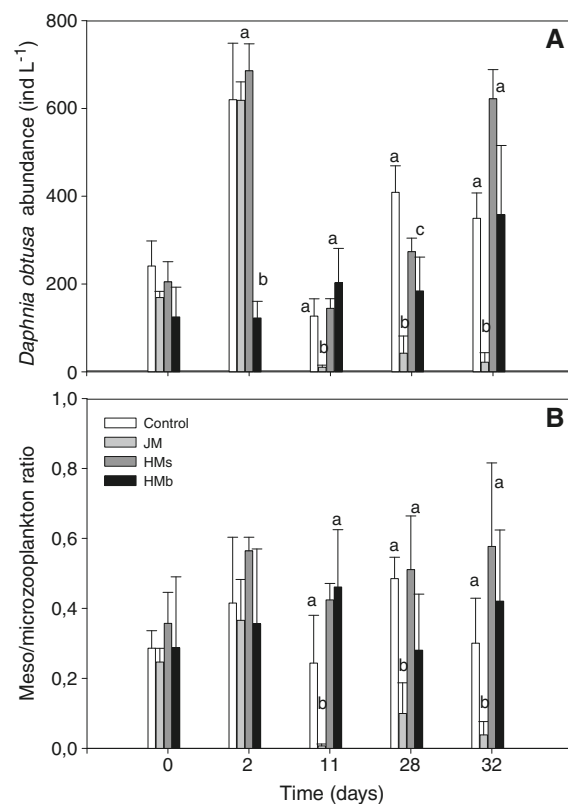 A
Daphnia obtusa abundance (ind L⁻¹)
800
600
400
200
0
a
b
a
a
b
a
c
b
a
a
b
B
Meso/microzooplankton ratio
1,0
0,8
0,6
0,4
0,2
0,0
Control
JM
HMs
HMb
a
a
b
a
a
b
a
a
b
0
2
11
28
32
Time (days)